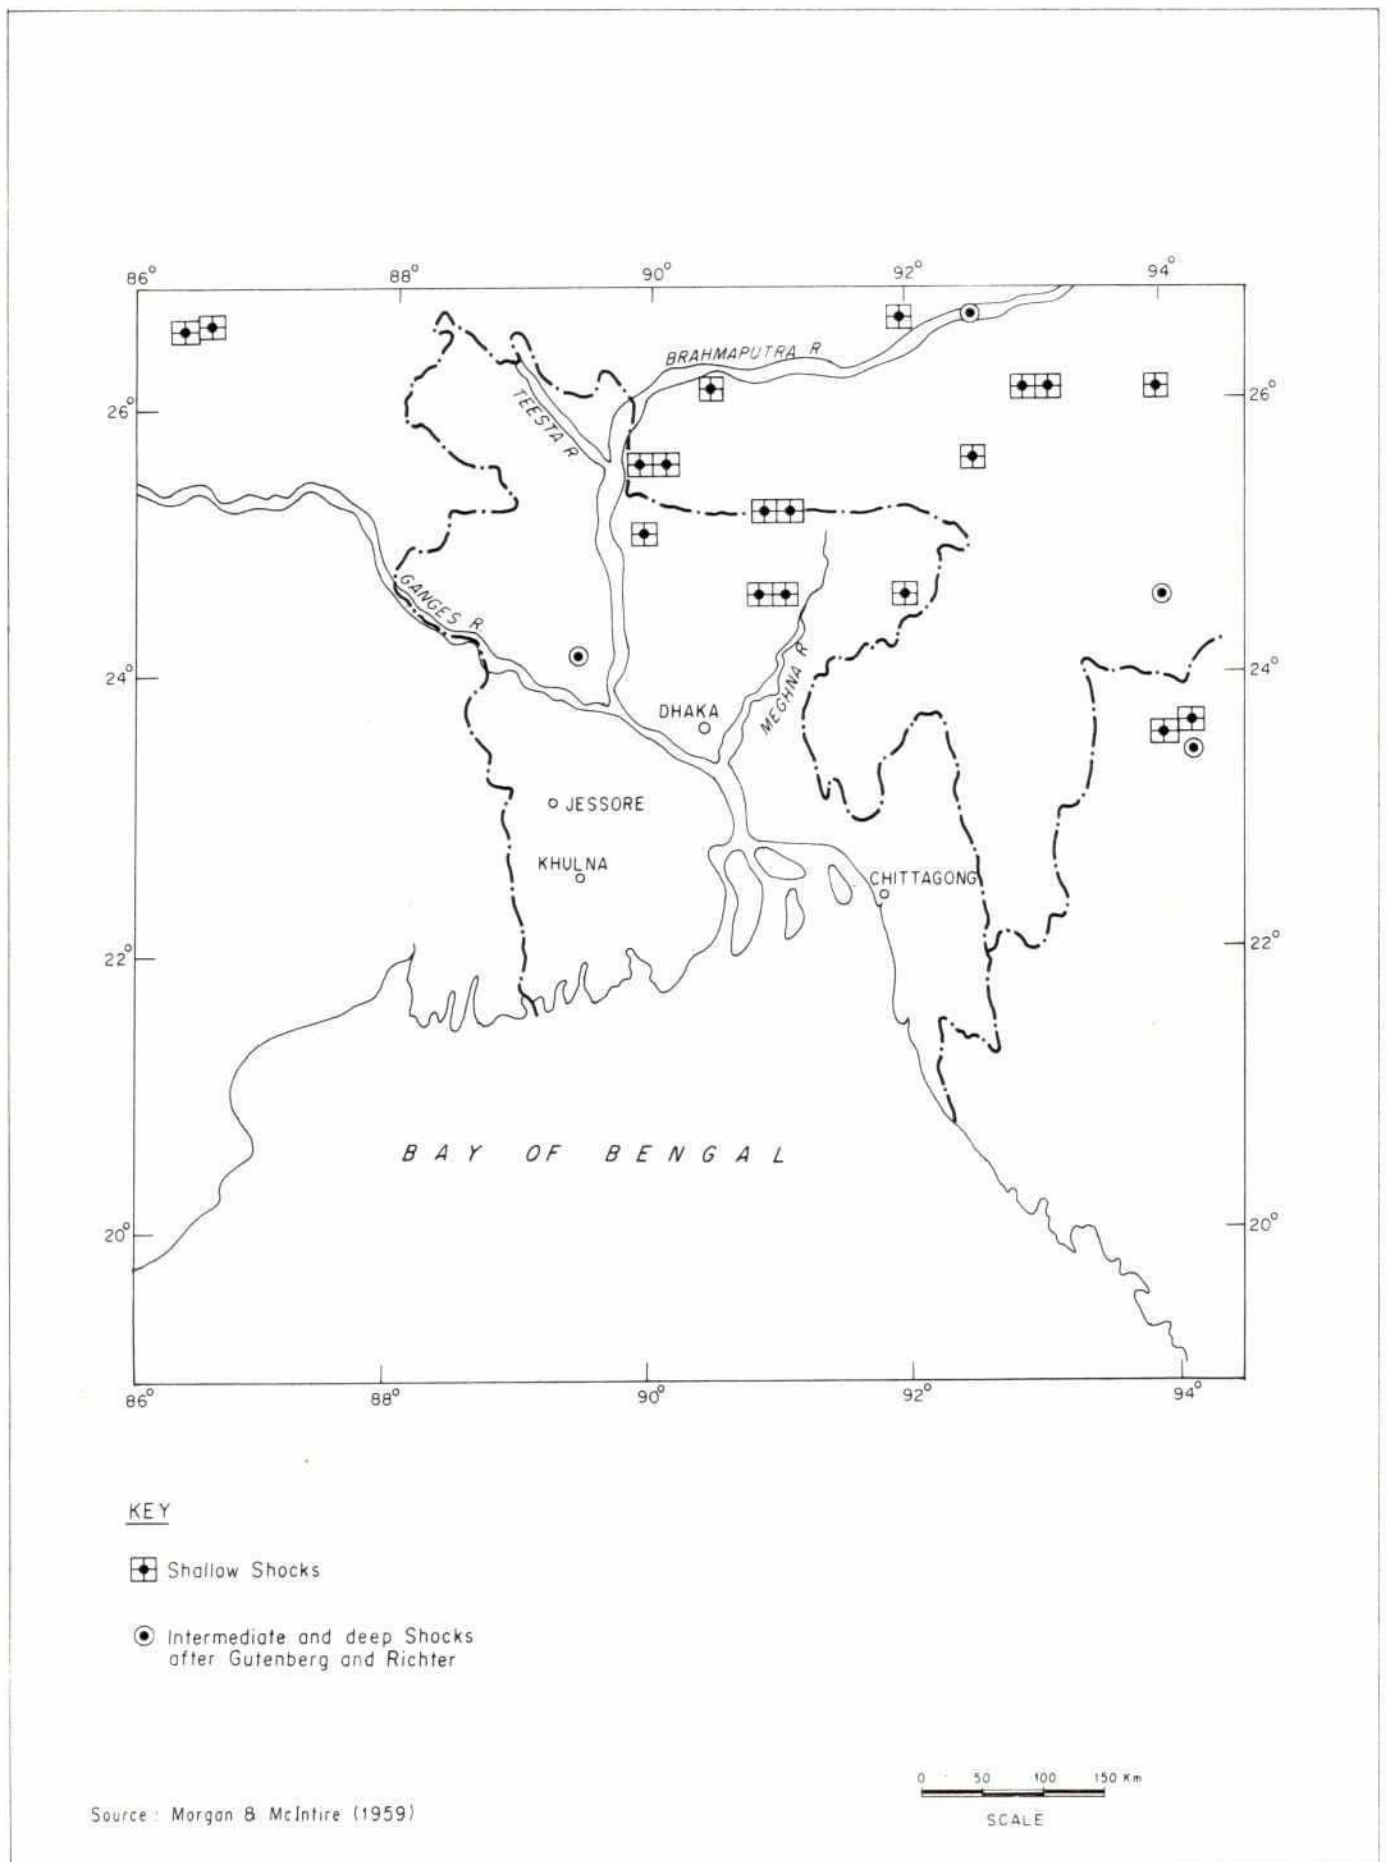 86° 88° 90° 92° 94°
BRAHMAPUTRA R.
TEESTA R
26° 26°
GANGES R.
24° 24°
MEGHNA R
DHAKA
JESSORE
KHULNA
CHITTAGONG
22° 22°
BAY OF BENGAL
20° 20°
86° 88° 90° 92° 94°
KEY
Shallow Shocks
Intermediate and deep Shocks
after Gutenberg and Richter
0 50 100 150 Km
SCALE
Source : Morgan & McIntire (1959)